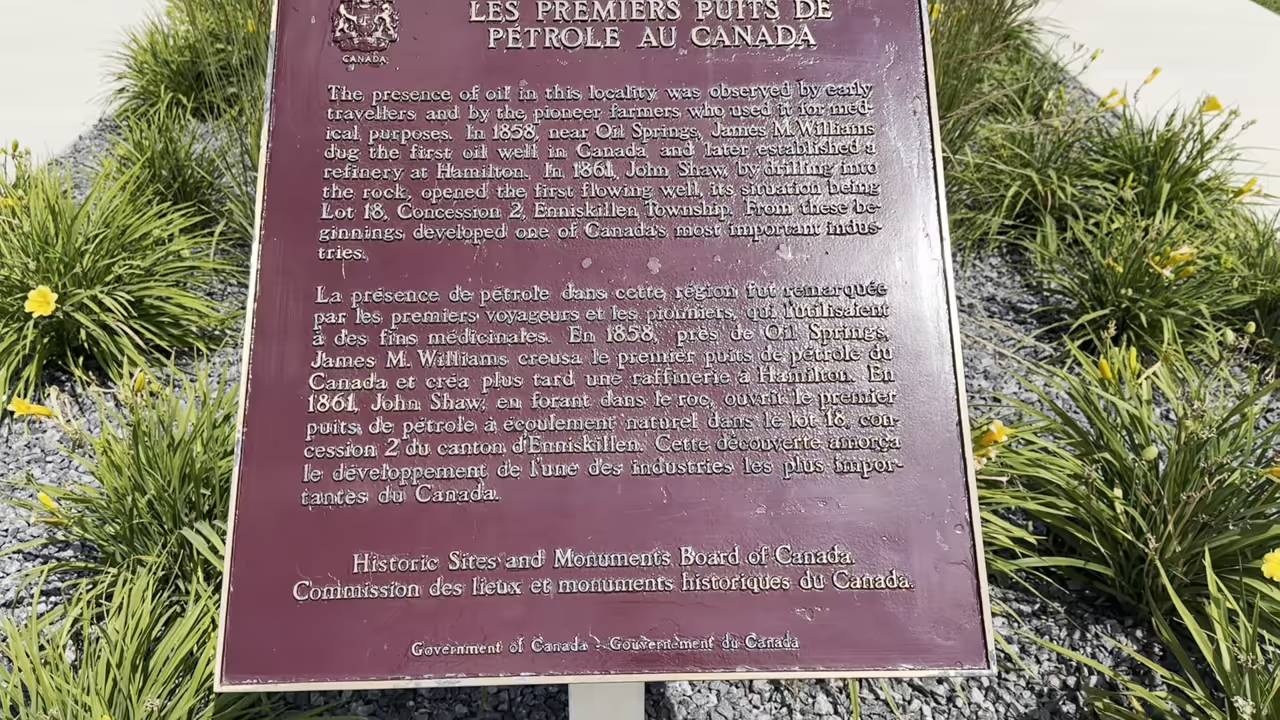 LES PREMIERS PUITS DE
PÉTROLE AU CANADA
CANADA
The presence of oil in this locality was observed by early
travellers and by the pioneer farmers who used it for med-
ical purposes. In 1858, near Oil Springs, James M. Williams
dug the first oil well in Canada, and later established a
refinery at Hamilton. In 1861, John Shaw, by drilling into
the rock, opened the first flowing well, its situation being
Lot 18, Concession 2, Enniskillen Township. From these be-
ginnings developed one of Canada's most important indus-
tries.
La présence de pétrole dans cette région fut remarquée
par les premiers voyageurs et les pionniers, qui l'utilisaient
à des fins médicinales. En 1858, près de Oil Springs,
James M. Williams creusa le premier puits de pétrole du
Canada et créa plus tard une raffinerie à Hamilton. En
1861, John Shaw, en forant dans le roc, ouvrit le premier
puits de pétrole à écoulement naturel dans le lot 18, con-
cession 2 du canton d'Enniskillen. Cette découverte amorça
le développement de l'une des industries les plus impor-
tantes du Canada.
Historic Sites and Monuments Board of Canada.
Commission des lieux et monuments historiques du Canada.
Government of Canada - Gouvernement du Canada